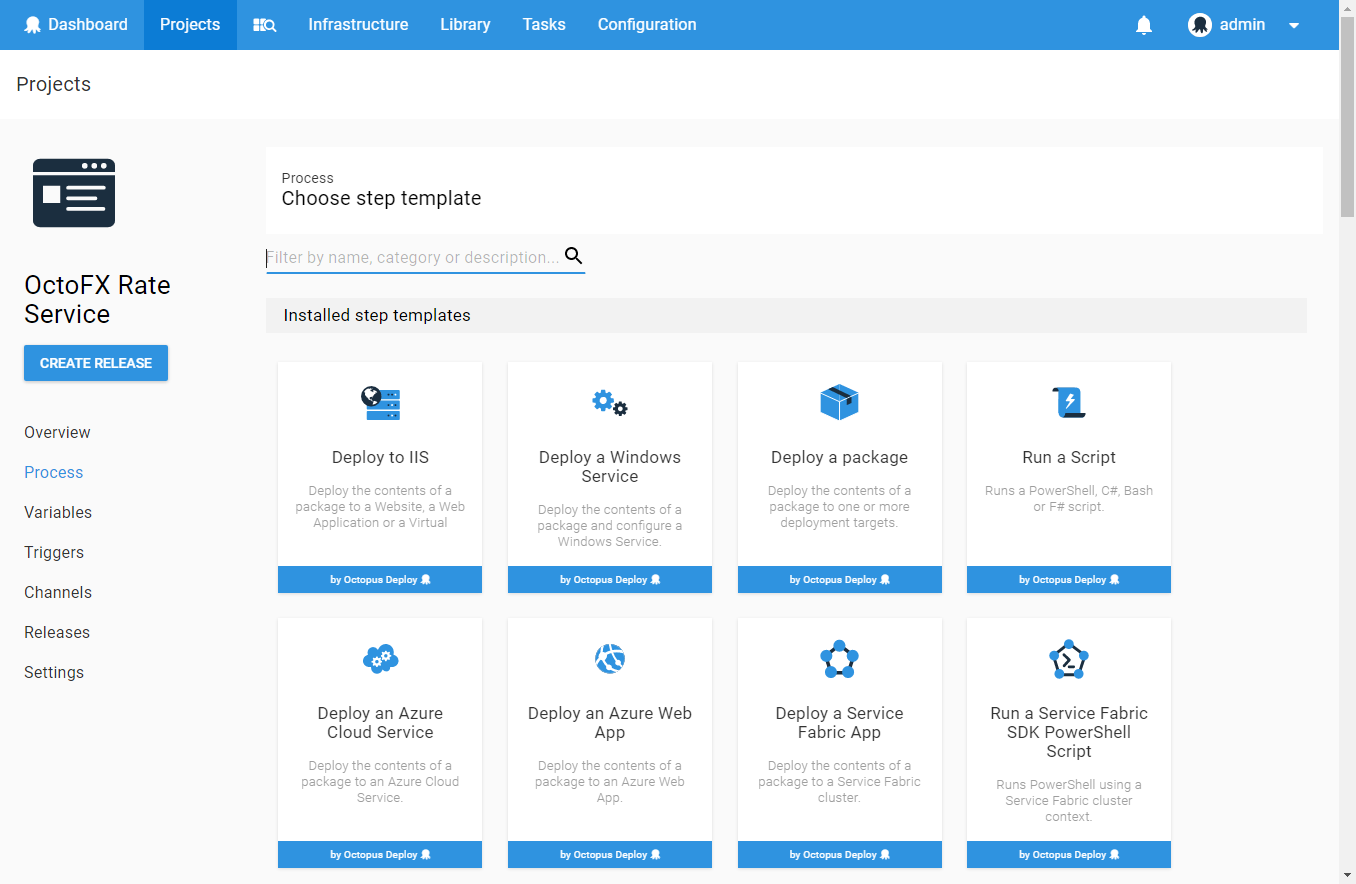 Dashboard Projects Infrastructure Library Tasks Configuration admin
Projects
Process
Choose step template
Filter by name, category or description...
OctoFX Rate
Service
CREATE RELEASE
Overview
Process
Variables
Triggers
Channels
Releases
Settings
Installed step templates
Deploy to IIS
Deploy the contents of a
package to a Website, a Web
Application or a Virtual
by Octopus Deploy
Deploy a Windows
Service
Deploy the contents of a
package and configure a
Windows Service.
by Octopus Deploy
Deploy a package
Deploy the contents of a
package to one or more
deployment targets.
by Octopus Deploy
Run a Script
Runs a PowerShell, C#, Bash
or F# script.
by Octopus Deploy
Deploy an Azure
Cloud Service
Deploy the contents of a
package to an Azure Cloud
Service.
by Octopus Deploy
Deploy an Azure Web
App
Deploy the contents of a
package to an Azure Web
App.
by Octopus Deploy
Deploy a Service
Fabric App
Deploy the contents of a
package to a Service Fabric
cluster.
by Octopus Deploy
Run a Service Fabric
SDK PowerShell
Script
Runs PowerShell using a
Service Fabric cluster
context.
by Octopus Deploy